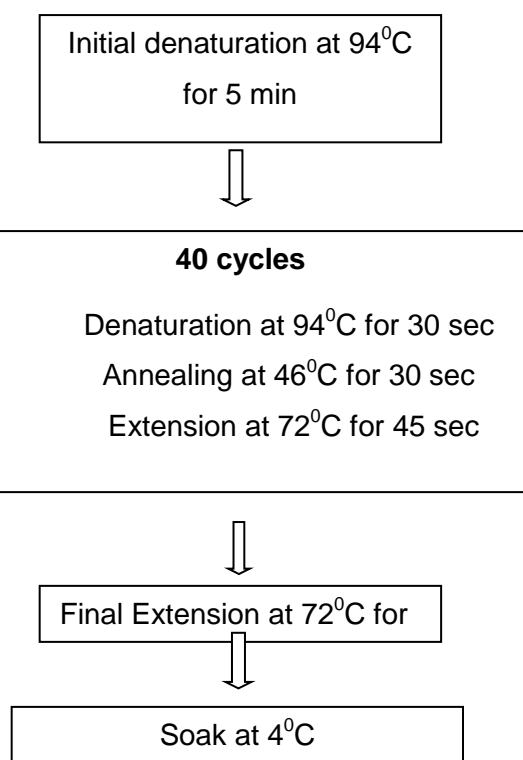 Initial denaturation at 94⁰C
for 5 min
40 cycles
Denaturation at 94⁰C for 30 sec
Annealing at 46⁰C for 30 sec
Extension at 72⁰C for 45 sec
Final Extension at 72⁰C for
Soak at 4⁰C